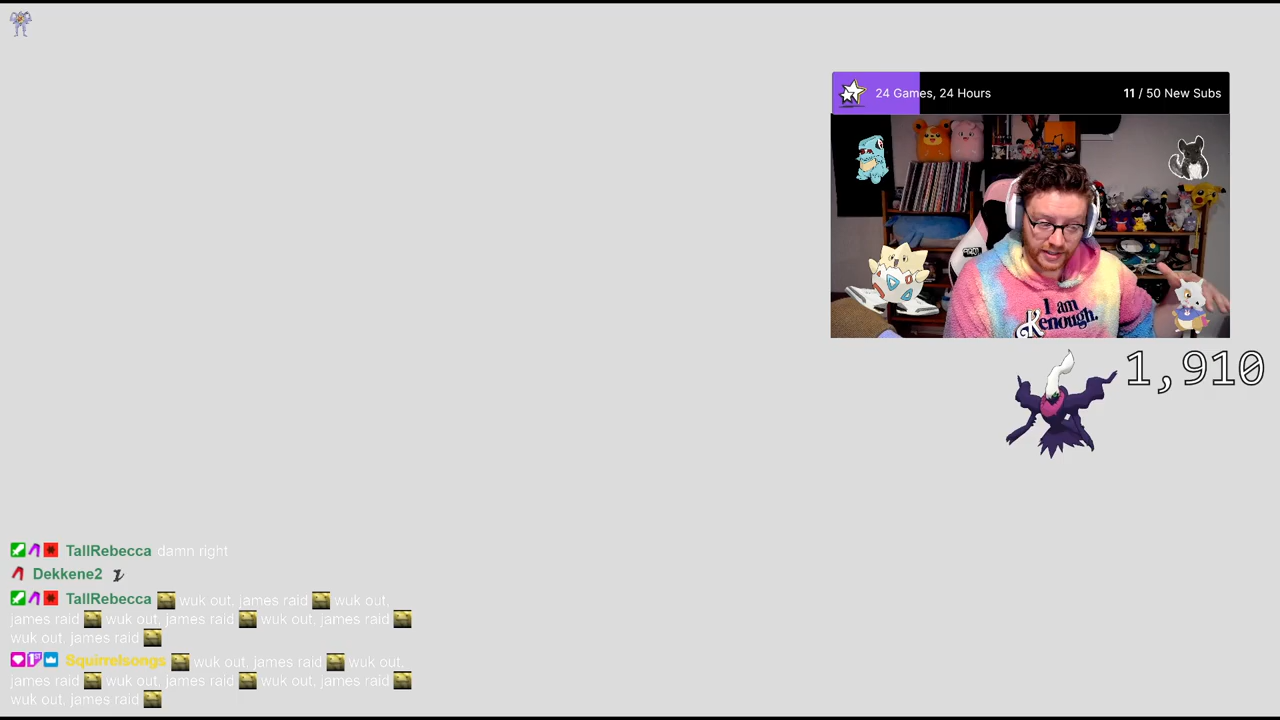 24 Games, 24 Hours 11 / 50 New Subs
I am
Kenough.
1,910
TallRebecca damn right
Dekkene2
TallRebecca wuk out, james raid wuk out,
james raid wuk out, james raid wuk out, james raid
wuk out, james raid
Squirrelsongs wuk out, james raid wuk out,
james raid wuk out, james raid wuk out, james raid
wuk out, james raid